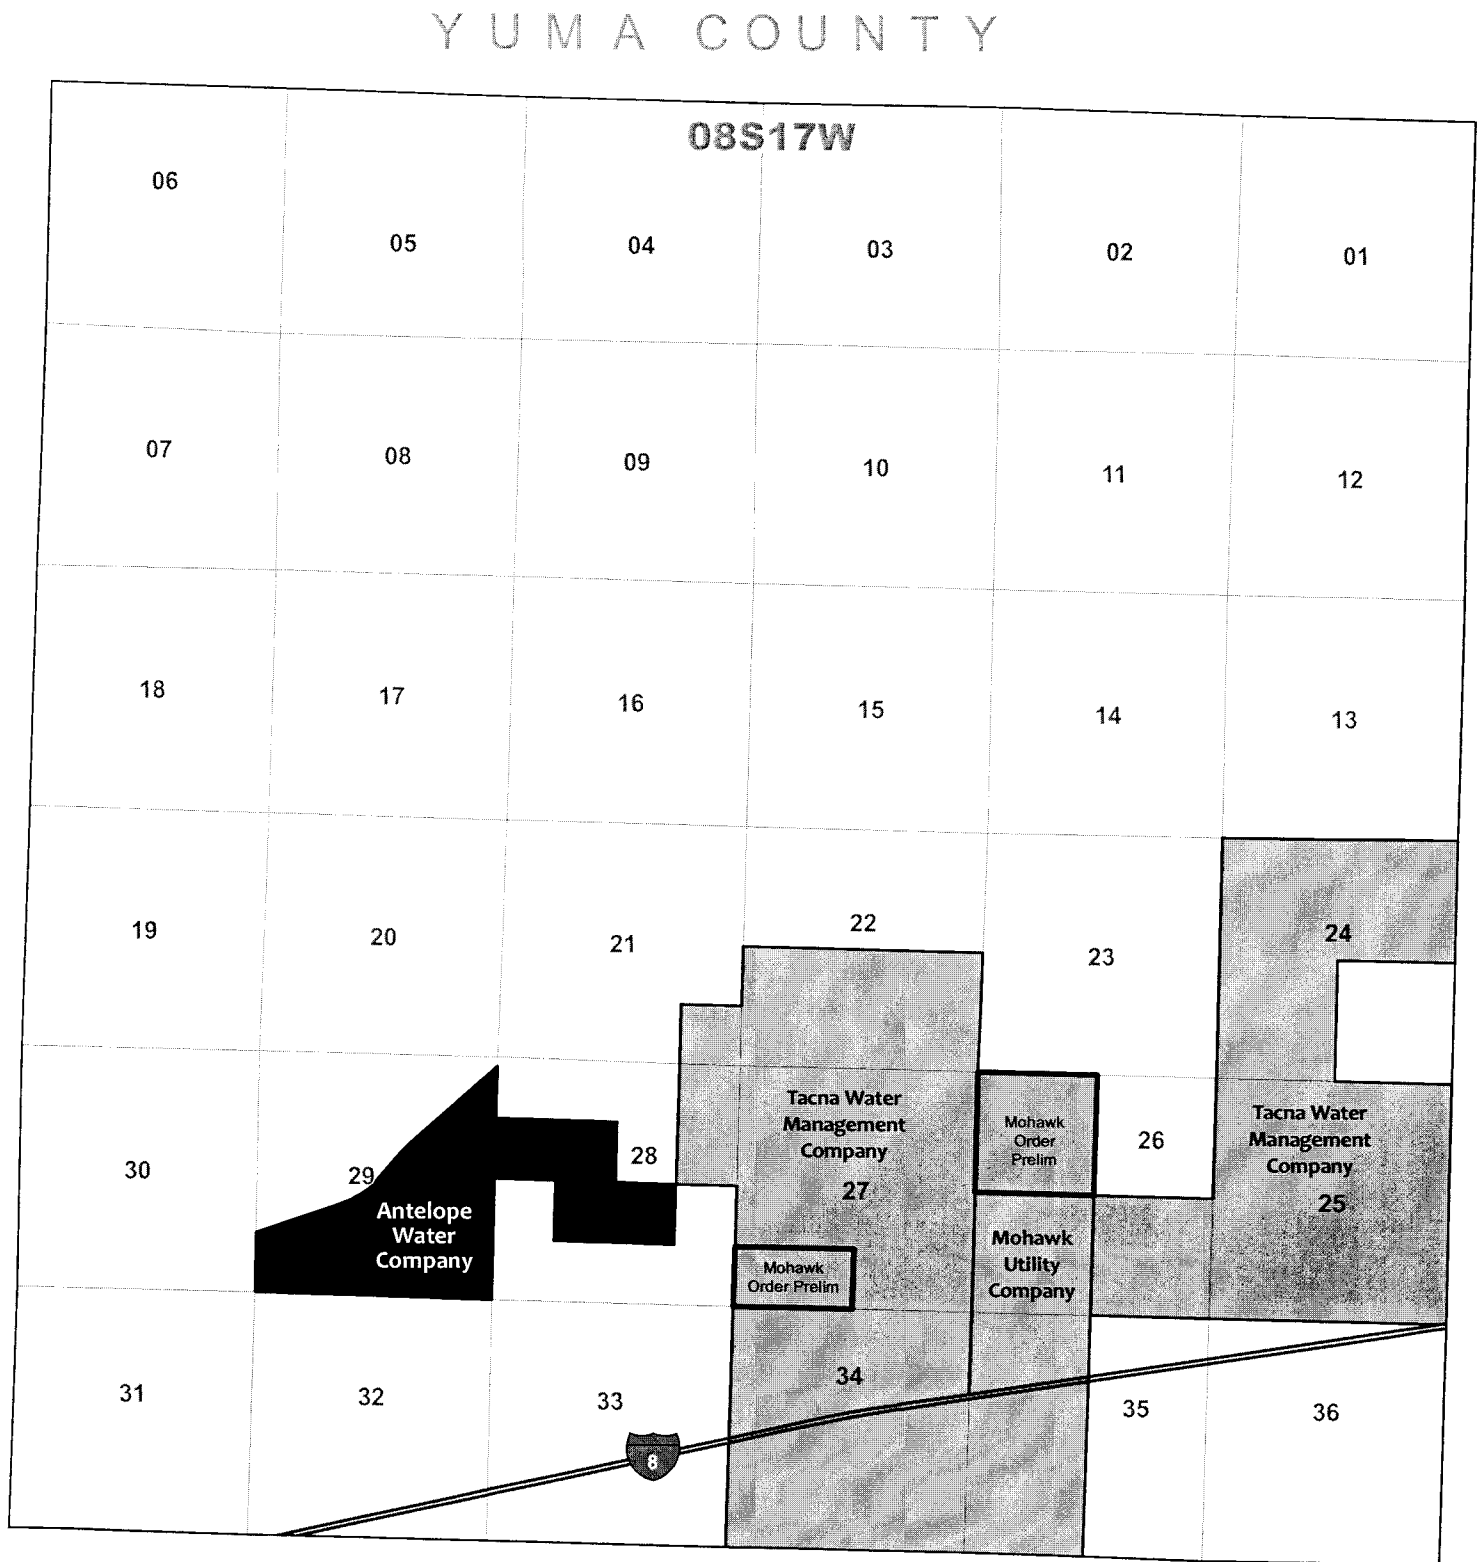 YUMA COUNTY
08S17W
06
05
04
03
02
01
07
08
09
10
11
12
18
17
16
15
14
13
19
20
21
22
23
24
30
29
28
Tacna Water
Management
Company
27
Mohawk
Order
Prelim
26
Tacna Water
Management
Company
25
Antelope
Water
Company
Mohawk
Order Prelim
Mohawk
Utility
Company
31
32
33
34
35
36
8